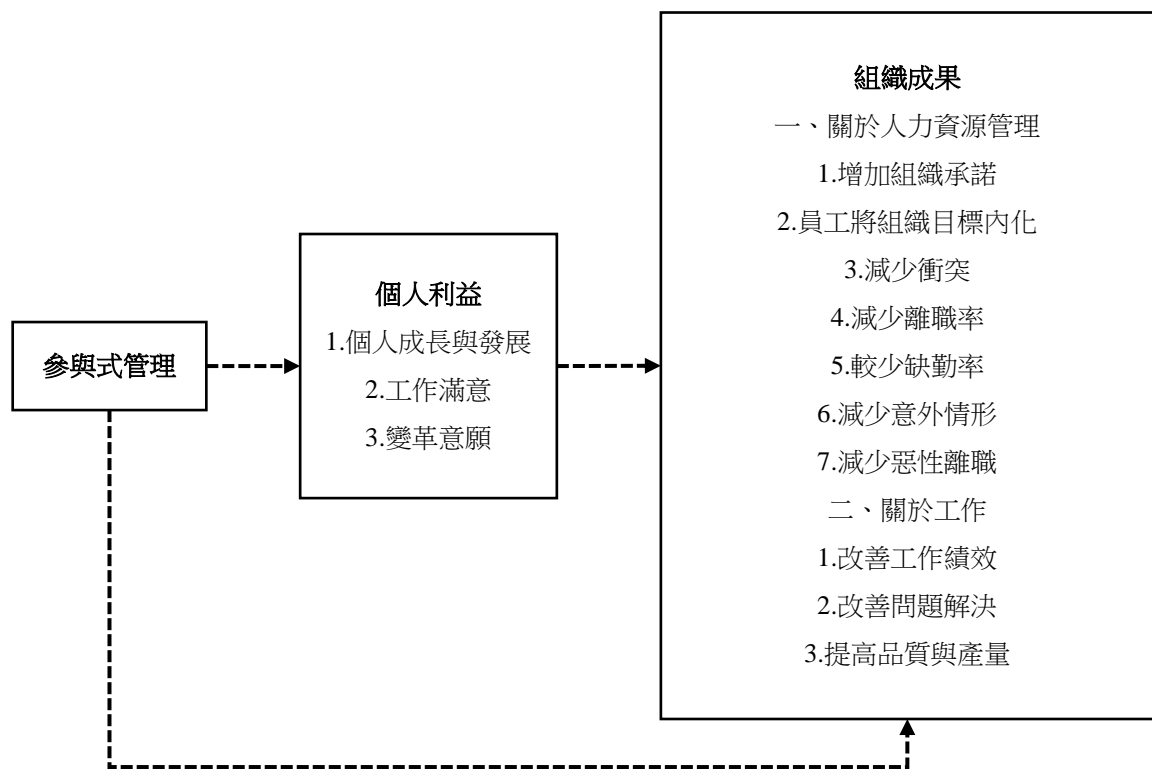 參與式管理
個人利益
1.個人成長與發展
2.工作滿意
3.變革意願
組織成果
一、關於人力資源管理
1.增加組織承諾
2.員工將組織目標內化
3.減少衝突
4.減少離職率
5.較少缺勤率
6.減少意外情形
7.減少惡性離職
二、關於工作
1.改善工作績效
2.改善問題解決
3.提高品質與產量